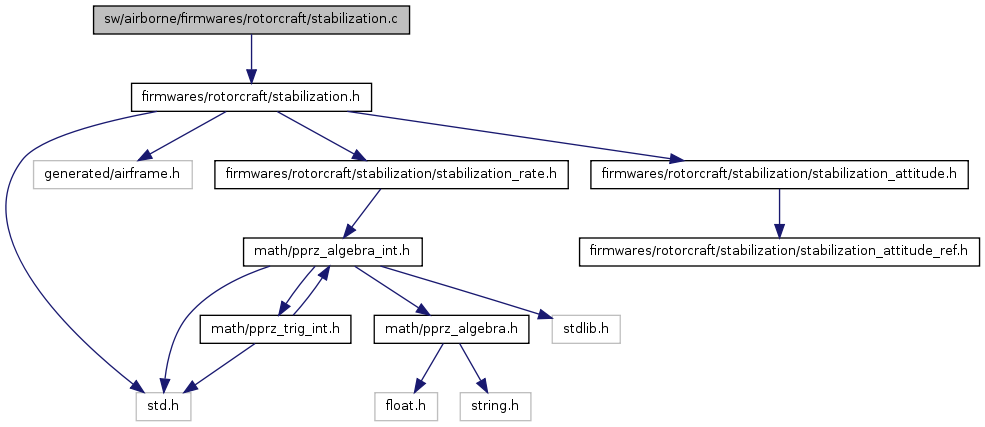 sw/airborne/firmwares/rotorcraft/stabilization.c
firmwares/rotorcraft/stabilization.h
generated/airframe.h
firmwares/rotorcraft/stabilization/stabilization_rate.h
firmwares/rotorcraft/stabilization/stabilization_attitude.h
math/pprz_algebra_int.h
firmwares/rotorcraft/stabilization/stabilization_attitude_ref.h
math/pprz_trig_int.h
math/pprz_algebra.h
stdlib.h
std.h
float.h
string.h